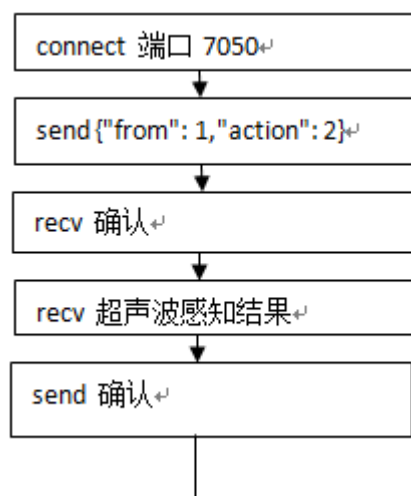 connect 端口 7050↵
send {"from": 1,"action": 2}↵
recv 确认↵
recv 超声波感知结果↵
send 确认↵